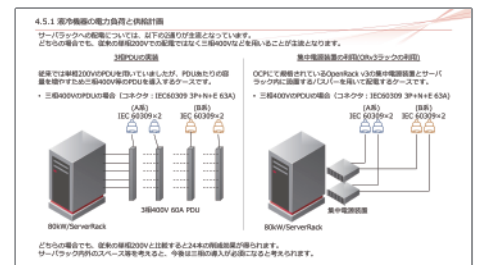 4.5.1 液冷機器の電力負荷と供給計画
サーバラックへの配電については、以下の2通りが主流となっています。
どちらの場合でも、従来の単相200Vでの配電ではなく三相400Vなどを用いることが主流となります。
3相PDUの実装
従来では単相200VのPDUを用いていましたが、PDUあたりの容
量を増やすため三相400V等のPDUを導入するケースです。
• 三相400VのPDUの場合（コネクタ：IEC60309 3P+N+E 63A)
(A系)
IEC 60309×2
(B系)
IEC 60309×2
3相400V 60A PDU
80kW/ServerRack
集中電源装置の利用(ORv3ラックの利用)
OCPにて規格されているOpenRack v3の集中電源装置とサーバ
ラック内に設置するバスバーを用いて配電するケースです。
• 三相400VのPDUの場合（コネクタ：IEC60309 3P+N+E 63A)
(A系)
IEC 60309×2
(B系)
IEC 60309×2
集中電源装置
80kW/ServerRack
どちらの場合でも、従来の単相200Vと比較すると24本の削減効果が得られます。
サーバラック内外のスペース等を考えると、今後は三相の導入が必須になると考えられます。